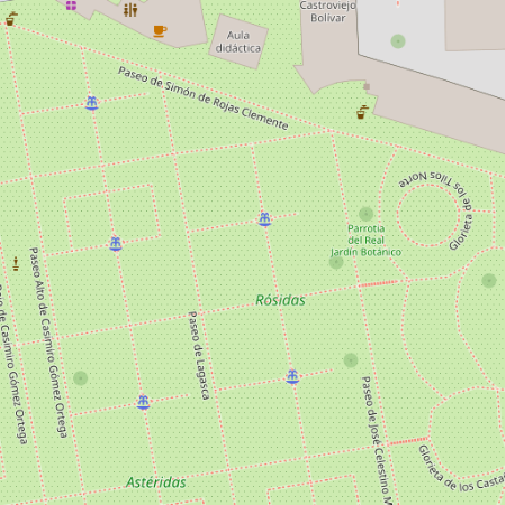 Castroviejo
Bolívar
Aula
didáctica
Paseo de Simón de Rojas Clemente
Glorieta de los Tilos Norte
Parrotia
del Real
Jardín Botánico
Rósidas
Paseo Alto de Casimiro Gómez Ortega
de Casimiro Gómez Ortega
Paseo de Lagasca
Paseo de José Celestino M
Glorieta de los Casta
Astéridas